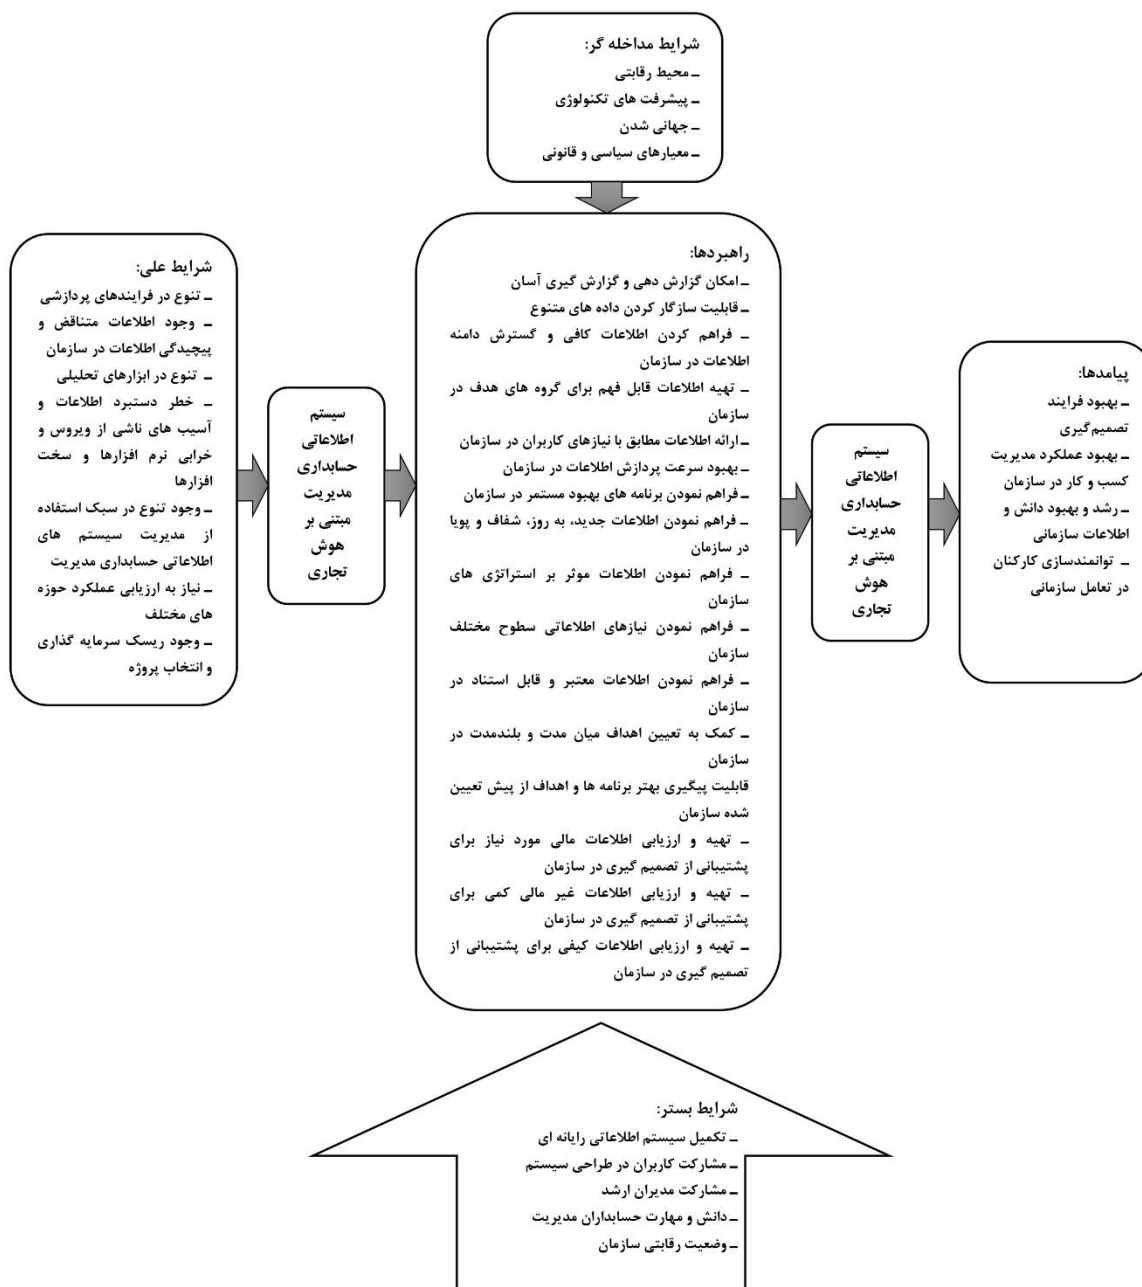 شرایط مداخله گر:
ـ محیط رقابتی
ـ پیشرفت های تکنولوژی
ـ جهانی شدن
ـ معیارهای سیاسی و قانونی
شرایط علی:
ـ تنوع در فرایندهای پردازشی
ـ وجود اطلاعات متناقض و
پیچیدگی اطلاعات در سازمان
ـ تنوع در ابزارهای تحلیلی
ـ خطر دستبرد اطلاعات و
آسیب های ناشی از ویروس و
خرابی نرم افزارها و سخت
افزارها
ـ وجود تنوع در سبک استفاده
از مدیریت سیستم های
اطلاعاتی حسابداری مدیریت
ـ نیاز به ارزیابی عملکرد حوزه
های مختلف
ـ وجود ریسک سرمایه گذاری
و انتخاب پروژه
سیستم
اطلاعاتی
حسابداری
مدیریت
مبتنی بر
هوش
تجاری
راهبردها:
ـ امکان گزارش دهی و گزارش گیری آسان
ـ قابلیت سازگار کردن داده های متنوع
ـ فراهم کردن اطلاعات کافی و گسترش دامنه
اطلاعات در سازمان
ـ تهیه اطلاعات قابل فهم برای گروه های هدف در
سازمان
ـ ارائه اطلاعات مطابق با نیازهای کاربران در سازمان
ـ بهبود سرعت پردازش اطلاعات در سازمان
ـ فراهم نمودن برنامه های بهبود مستمر در سازمان
ـ فراهم نمودن اطلاعات جدید، به روز، شفاف و پویا
در سازمان
ـ فراهم نمودن اطلاعات موثر بر استراتژی های
سازمان
ـ فراهم نمودن نیازهای اطلاعاتی سطوح مختلف
سازمان
ـ فراهم نمودن اطلاعات معتبر و قابل استناد در
سازمان
ـ کمک به تعیین اهداف میان مدت و بلندمدت در
سازمان
قابلیت پیگیری بهتر برنامه ها و اهداف از پیش تعیین
شده سازمان
ـ تهیه و ارزیابی اطلاعات مالی مورد نیاز برای
پشتیبانی از تصمیم گیری در سازمان
ـ تهیه و ارزیابی اطلاعات غیر مالی کمی برای
پشتیبانی از تصمیم گیری در سازمان
ـ تهیه و ارزیابی اطلاعات کیفی برای پشتیبانی از
تصمیم گیری در سازمان
سیستم
اطلاعاتی
حسابداری
مدیریت
مبتنی بر
هوش
تجاری
پیامدها:
ـ بهبود فرایند
تصمیم‌گیری
ـ بهبود عملکرد مدیریت
کسب و کار در سازمان
ـ رشد و بهبود دانش و
اطلاعات سازمانی
ـ توانمندسازی کارکنان
در تعامل سازمانی
شرایط بستر:
ـ تکمیل سیستم اطلاعاتی رایانه ای
ـ مشارکت کاربران در طراحی سیستم
ـ مشارکت مدیران ارشد
ـ دانش و مهارت حسابداران مدیریت
ـ وضعیت رقابتی سازمان